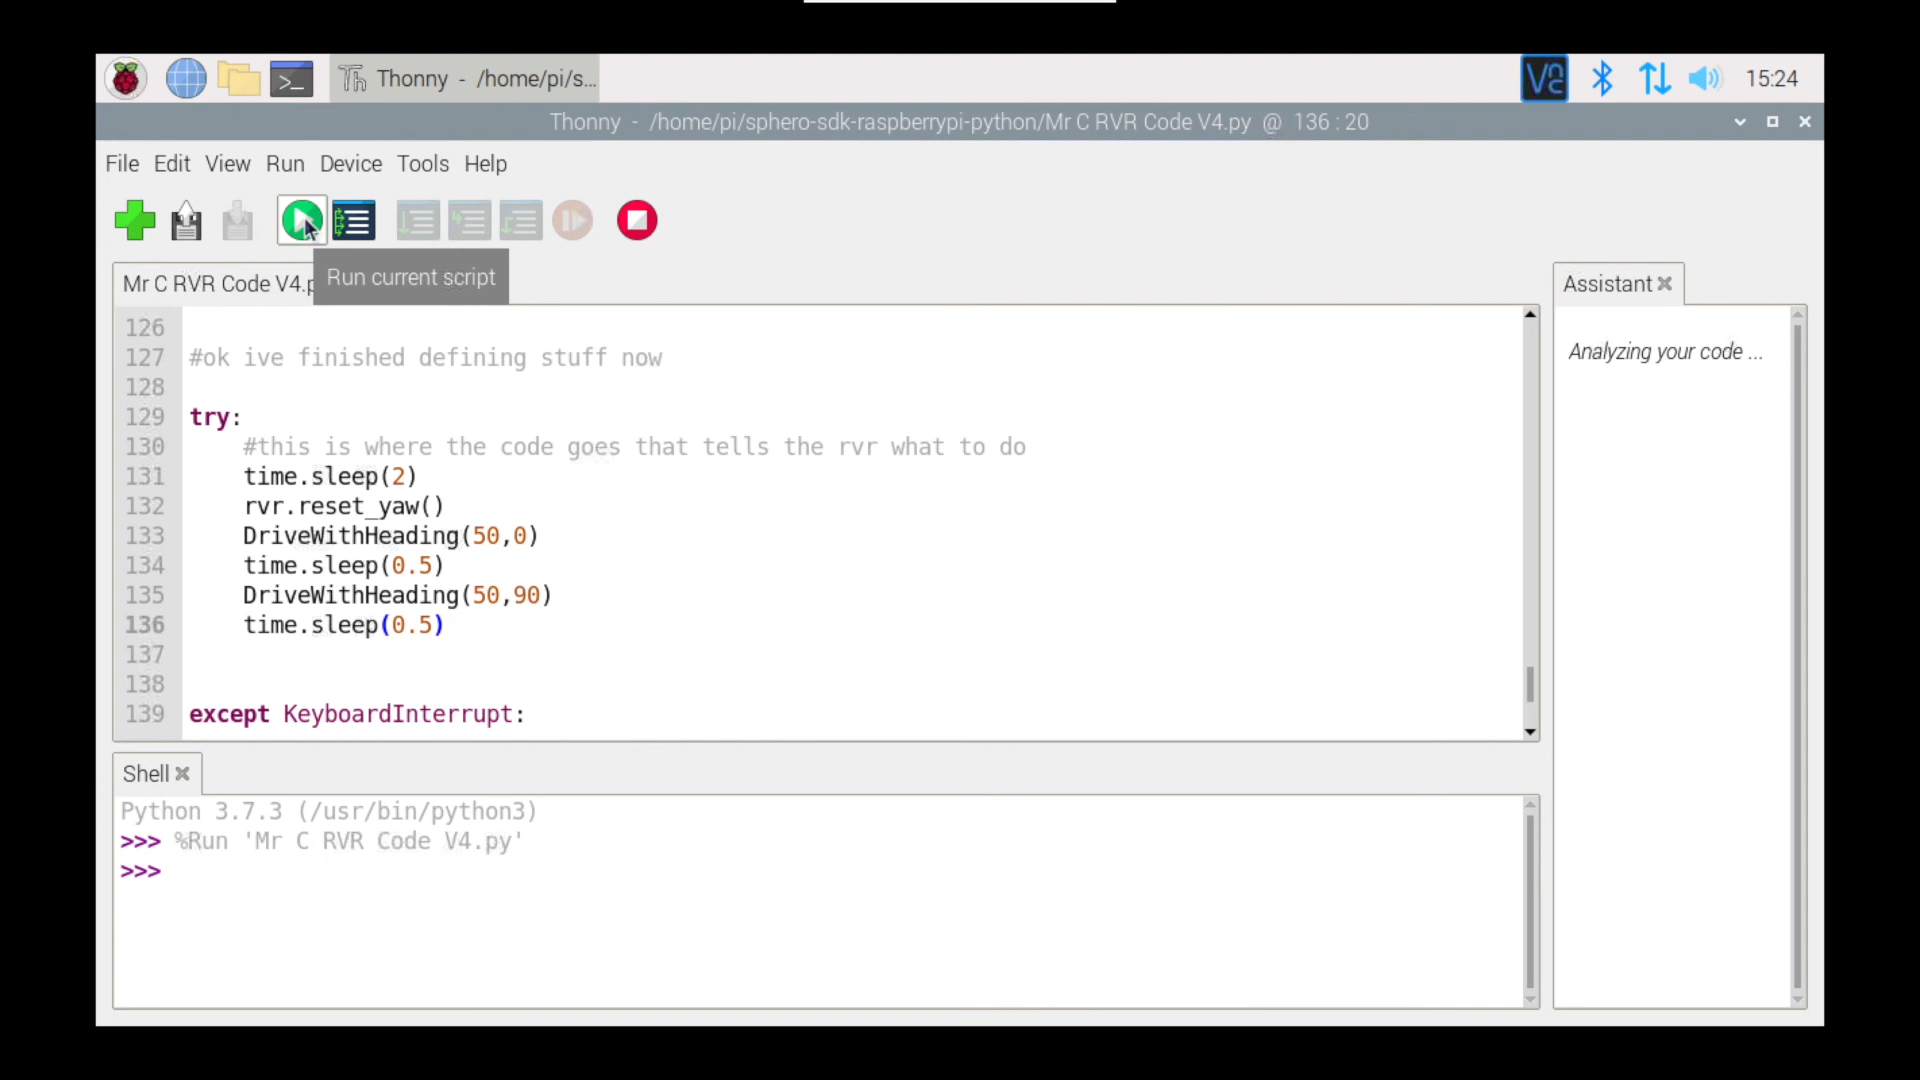 Thonny - /home/pi/s...
15:24
Thonny - /home/pi/sphero-sdk-raspberrypi-python/Mr C RVR Code V4.py @ 136 : 20
File Edit View Run Device Tools Help
Run current script
Mr C RVR Code V4.p
Assistant
126
127 #ok ive finished defining stuff now
128
129 try:
130 #this is where the code goes that tells the rvr what to do
131 time.sleep(2)
132 rvr.reset_yaw()
133 DriveWithHeading(50,0)
134 time.sleep(0.5)
135 DriveWithHeading(50,90)
136 time.sleep(0.5)
137
138
139 except KeyboardInterrupt:
Analyzing your code ...
Shell
Python 3.7.3 (/usr/bin/python3)
>>> %Run 'Mr C RVR Code V4.py'
>>>